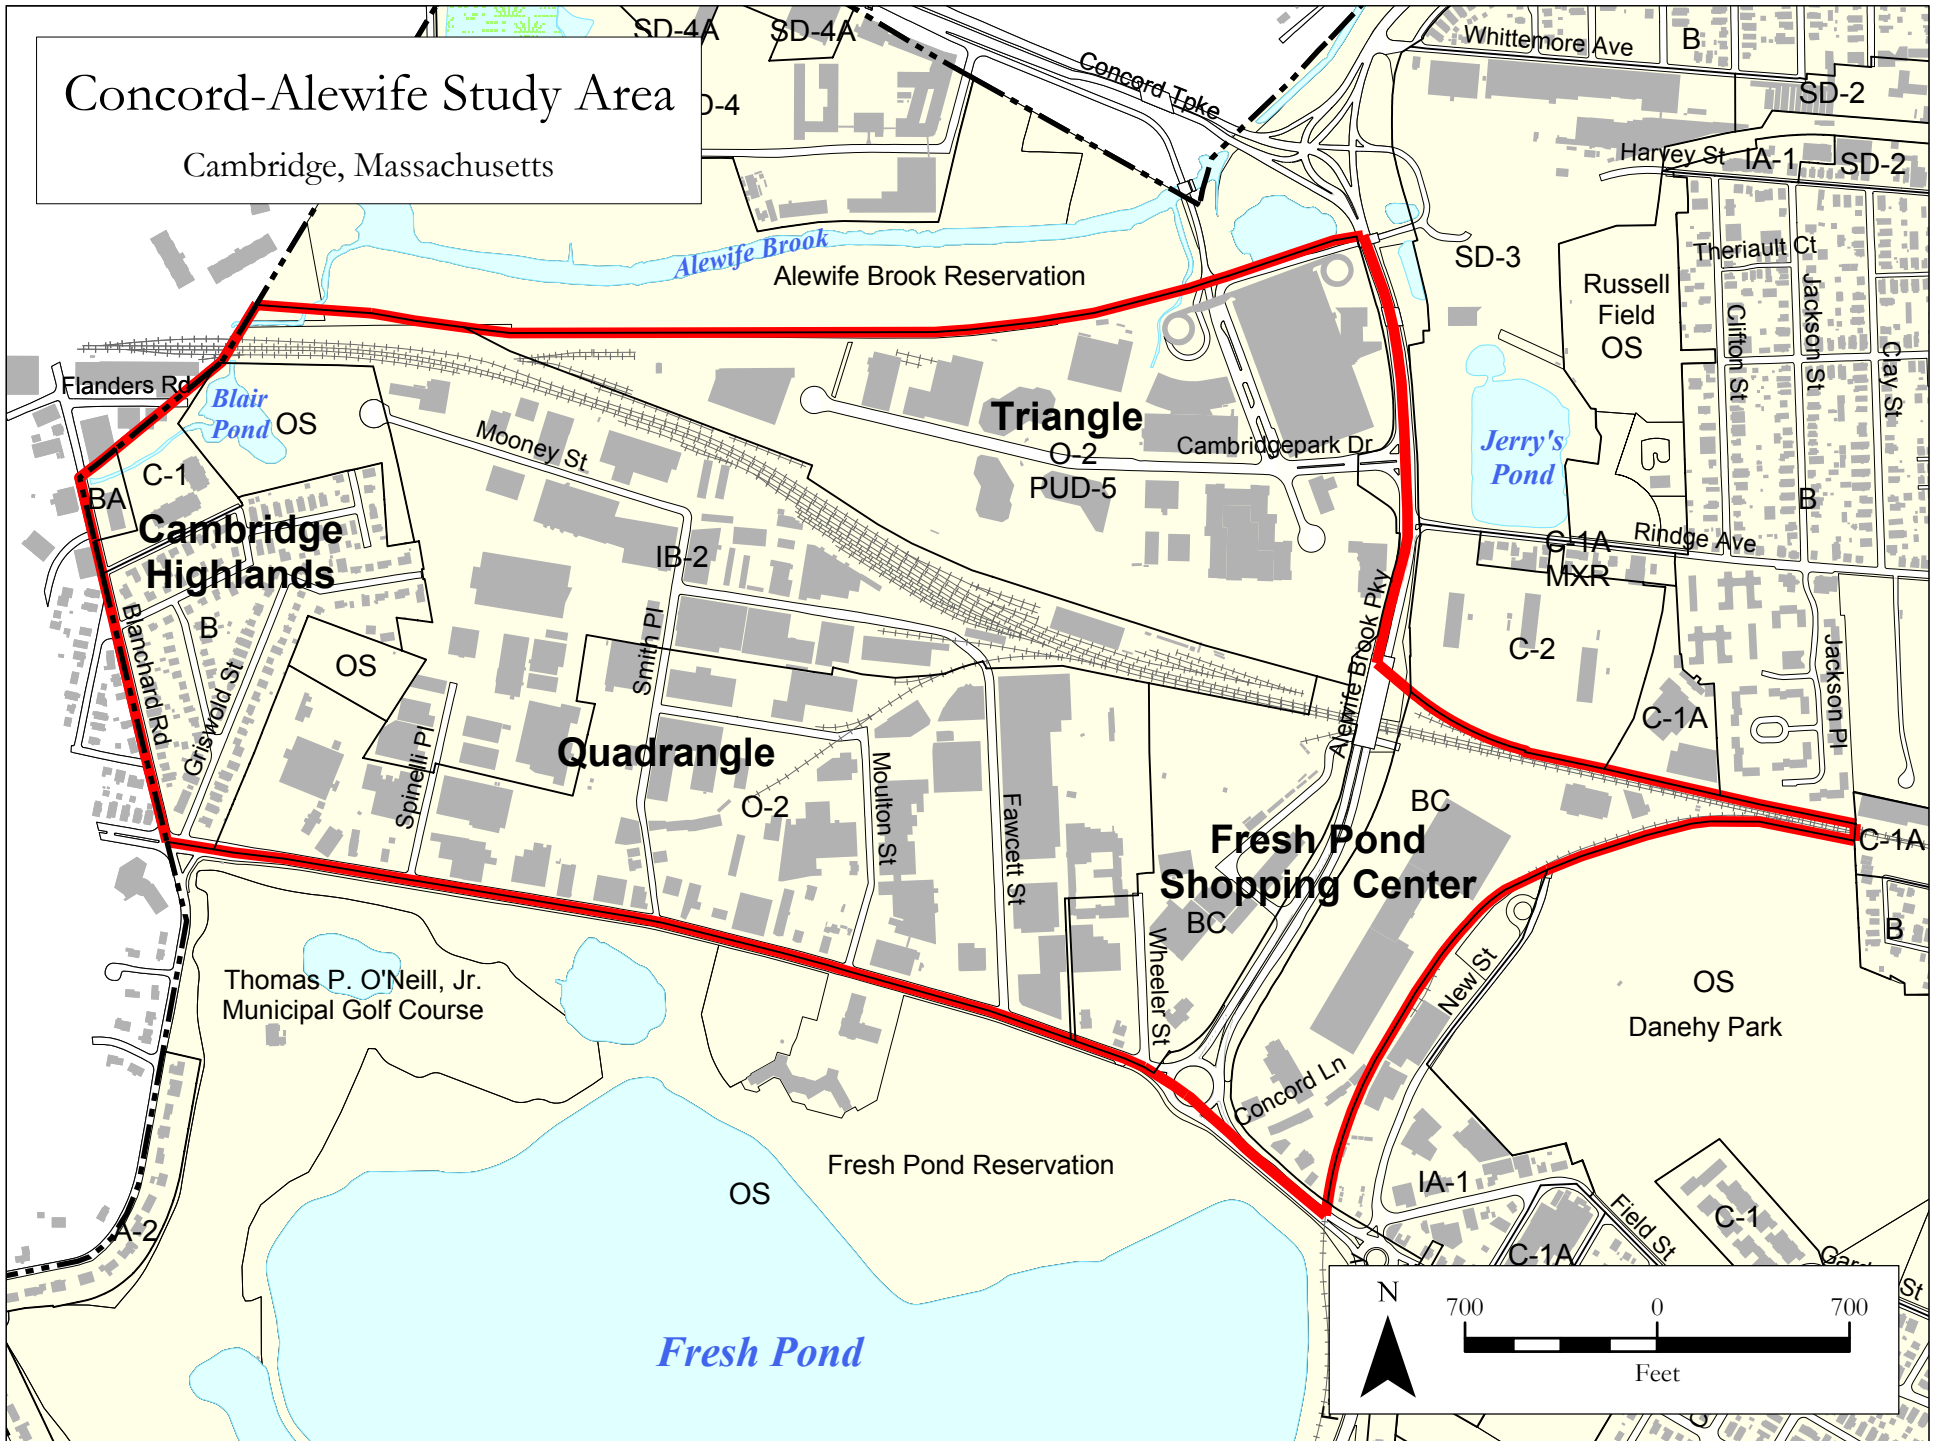 Concord-Alewife Study Area
Cambridge, Massachusetts
SD-4A
SD-4A
Concord Tpke
Whittemore Ave
B
SD-2
Harvey St
IA-1
SD-2
Alewife Brook
Alewife Brook Reservation
SD-3
Russell
Field
OS
Theriault Ct
Clifton St
Jackson St
Clay St
Flanders Rd
Blair
Pond
OS
Mooney St
Triangle
O-2
PUD-5
Cambridgepark Dr
Jerry's
Pond
B
C-1
BA
Cambridge
Highlands
IB-2
C-1A
MXR
Rindge Ave
Blanchard Rd
B
Griswold St
OS
Smith Pl
Alewife Brook Pky
C-2
C-1A
Jackson Pl
Spinelli Pl
Quadrangle
O-2
Moulton St
Fawcett St
BC
Fresh Pond
Shopping Center
BC
C-1A
B
Wheeler St
New St
OS
Danehy Park
Thomas P. O'Neill, Jr.
Municipal Golf Course
Concord Ln
Fresh Pond Reservation
OS
IA-1
Field St
C-1
A-2
C-1A
St
Fresh Pond
N
700
0
700
Feet